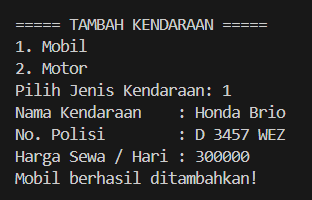 ===== TAMBAH KENDARAAN =====
1. Mobil
2. Motor
Pilih Jenis Kendaraan: 1
Nama Kendaraan    : Honda Brio
No. Polisi        : D 3457 WEZ
Harga Sewa / Hari : 300000
Mobil berhasil ditambahkan!